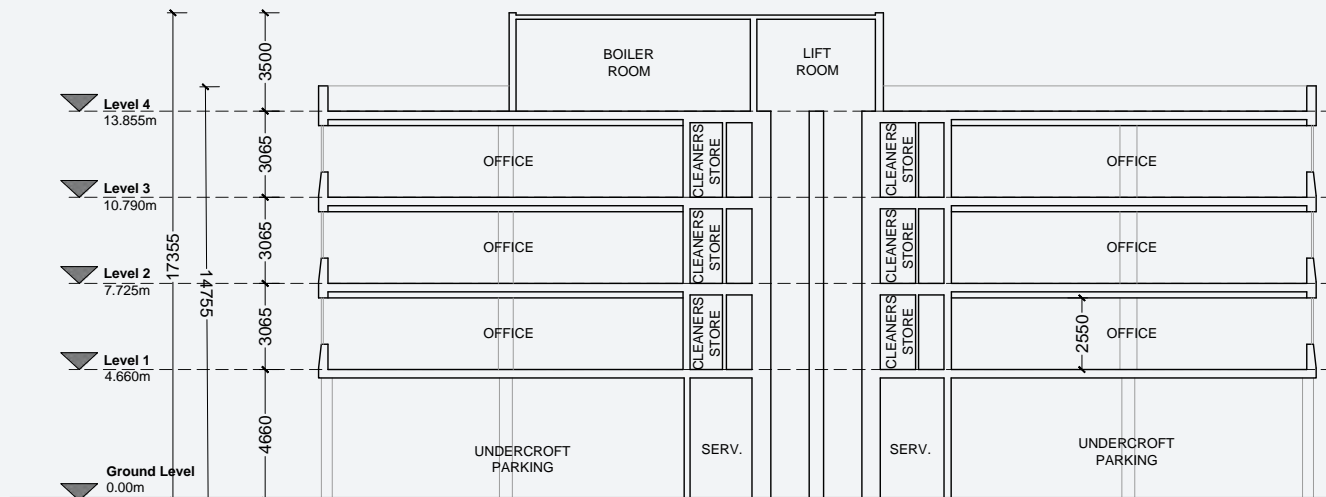 BOILER
ROOM
LIFT
ROOM
3500
Level 4
13.855m
3065
OFFICE
CLEANERS
STORE
CLEANERS
STORE
OFFICE
Level 3
10.790m
17355
14755
3065
OFFICE
CLEANERS
STORE
CLEANERS
STORE
OFFICE
Level 2
7.725m
3065
OFFICE
CLEANERS
STORE
CLEANERS
STORE
2550
OFFICE
Level 1
4.660m
4660
UNDERCROFT
PARKING
SERV.
SERV.
UNDERCROFT
PARKING
Ground Level
0.00m